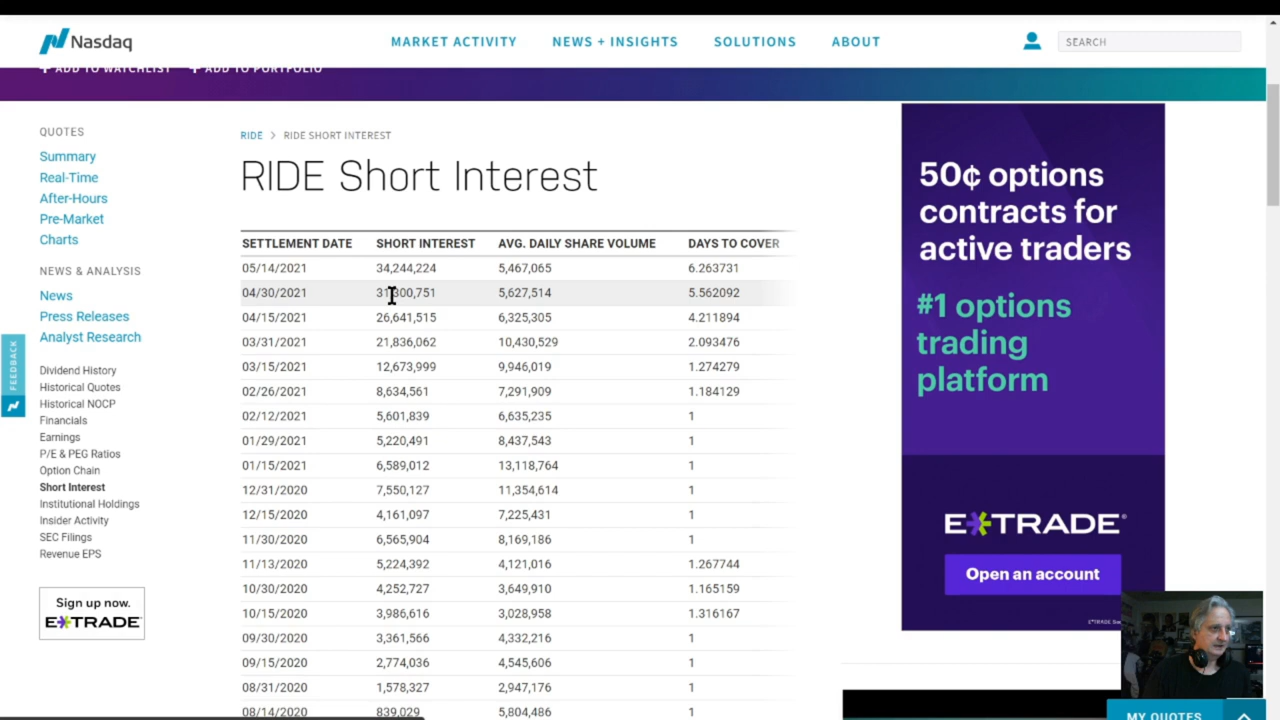 Nasdaq
MARKET ACTIVITY
NEWS + INSIGHTS
SOLUTIONS
ABOUT
SEARCH
+ ADD TO WATCHLIST
+ ADD TO PORTFOLIO
QUOTES
Summary
Real-Time
After-Hours
Pre-Market
Charts
NEWS & ANALYSIS
News
Press Releases
Analyst Research
Dividend History
Historical Quotes
Historical NOCP
Financials
Earnings
P/E & PEG Ratios
Option Chain
Short Interest
Institutional Holdings
Insider Activity
SEC Filings
Revenue EPS
FEEDBACK
Sign up now.
E*TRADE
RIDE > RIDE SHORT INTEREST
RIDE Short Interest
SETTLEMENT DATE SHORT INTEREST AVG. DAILY SHARE VOLUME DAYS TO COVER
05/14/2021 34,244,224 5,467,065 6.263731
04/30/2021 31,300,751 5,627,514 5.562092
04/15/2021 26,641,515 6,325,305 4.211894
03/31/2021 21,836,062 10,430,529 2.093476
03/15/2021 12,673,999 9,946,019 1.274279
02/26/2021 8,634,561 7,291,909 1.184129
02/12/2021 5,601,839 6,635,235 1
01/29/2021 5,220,491 8,437,543 1
01/15/2021 6,589,012 13,118,764 1
12/31/2020 7,550,127 11,354,614 1
12/15/2020 4,161,097 7,225,431 1
11/30/2020 6,565,904 8,169,186 1
11/13/2020 5,224,392 4,121,016 1.267744
10/30/2020 4,252,727 3,649,910 1.165159
10/15/2020 3,986,616 3,028,958 1.316167
09/30/2020 3,361,566 4,332,216 1
09/15/2020 2,774,036 4,545,606 1
08/31/2020 1,578,327 2,947,176 1
08/14/2020 839,029 5,804,486 1
50¢ options
contracts for
active traders
#1 options
trading
platform
E*TRADE
Open an account
MY QUOTES